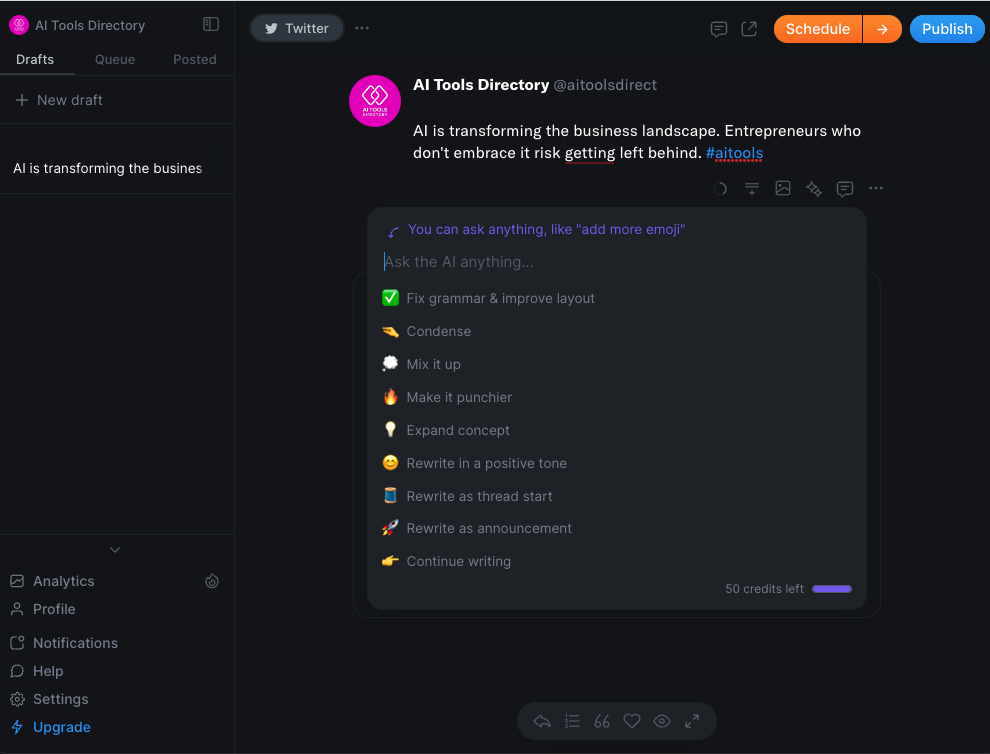 AI Tools Directory
Drafts Queue Posted
New draft
AI is transforming the busines
Analytics
Profile
Notifications
Help
Settings
Upgrade
Twitter
Schedule
Publish
AI TOOLS
DIRECTORY
AI Tools Directory @aitoolsdirect
AI is transforming the business landscape. Entrepreneurs who
don't embrace it risk getting left behind. #aitools
You can ask anything, like "add more emoji"
Ask the AI anything...
Fix grammar & improve layout
Condense
Mix it up
Make it punchier
Expand concept
Rewrite in a positive tone
Rewrite as thread start
Rewrite as announcement
Continue writing
50 credits left